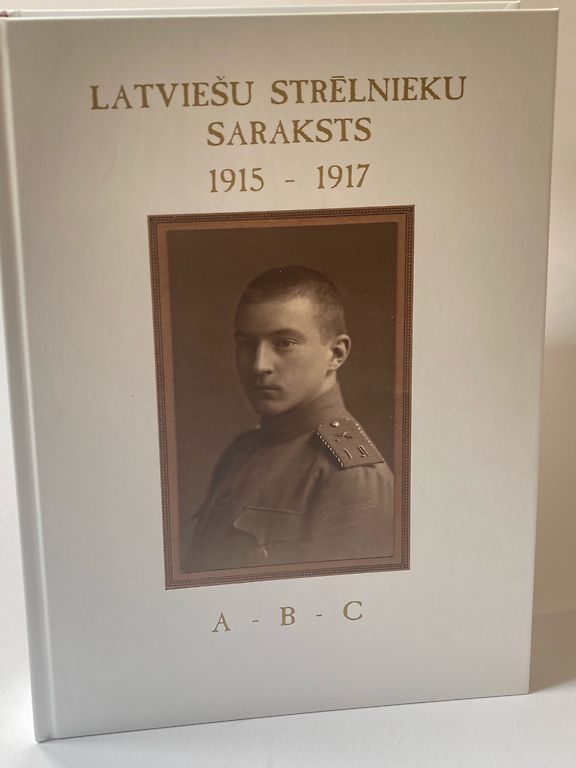 LATVIEŠU STRĒLNIEKU
SARAKSTS
1915 - 1917
A - B - C